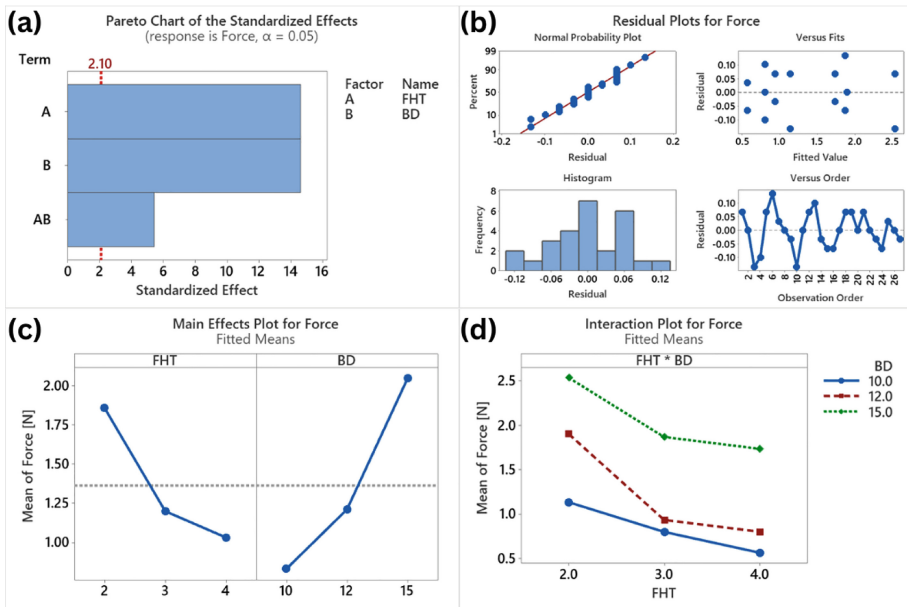 (a)
Pareto Chart of the Standardized Effects
(response is Force, α = 0.05)
Term
2.10
A
B
AB
Factor Name
A FHT
B BD
0 2 4 6 8 10 12 14 16
Standardized Effect
(b)
Residual Plots for Force
Normal Probability Plot
99
90
50
10
1
Percent
-0.2 -0.1 0.0 0.1 0.2
Residual
Versus Fits
0.10
0.05
0.00
-0.05
-0.10
Residual
0.5 1.0 1.5 2.0 2.5
Fitted Value
Histogram
8
6
4
2
0
Frequency
-0.12 -0.06 0.00 0.06 0.12
Residual
Versus Order
0.10
0.05
0.00
-0.05
-0.10
Residual
2 4 6 8 10 12 14 16 18 20 22 24 26
Observation Order
(c)
Main Effects Plot for Force
Fitted Means
FHT BD
2.00
1.75
1.50
1.25
1.00
Mean of Force [N]
2 3 4 10 12 15
(d)
Interaction Plot for Force
Fitted Means
FHT * BD
2.5
2.0
1.5
1.0
0.5
Mean of Force [N]
2.0 3.0 4.0
FHT
BD
10.0
12.0
15.0